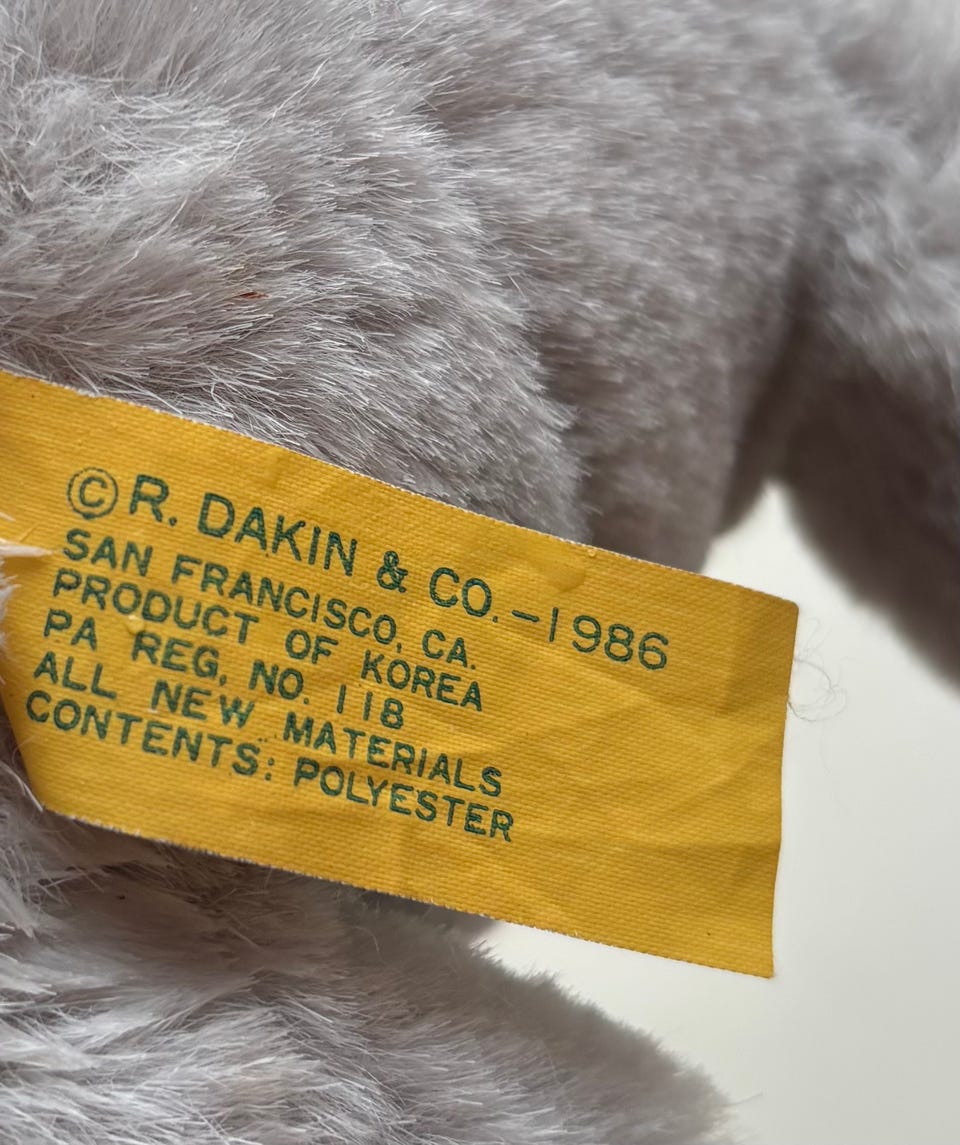 © R. DAKIN & CO. – 1986
SAN FRANCISCO, CA.
PRODUCT OF KOREA
PA REG, NO. 118
ALL NEW MATERIALS
CONTENTS: POLYESTER